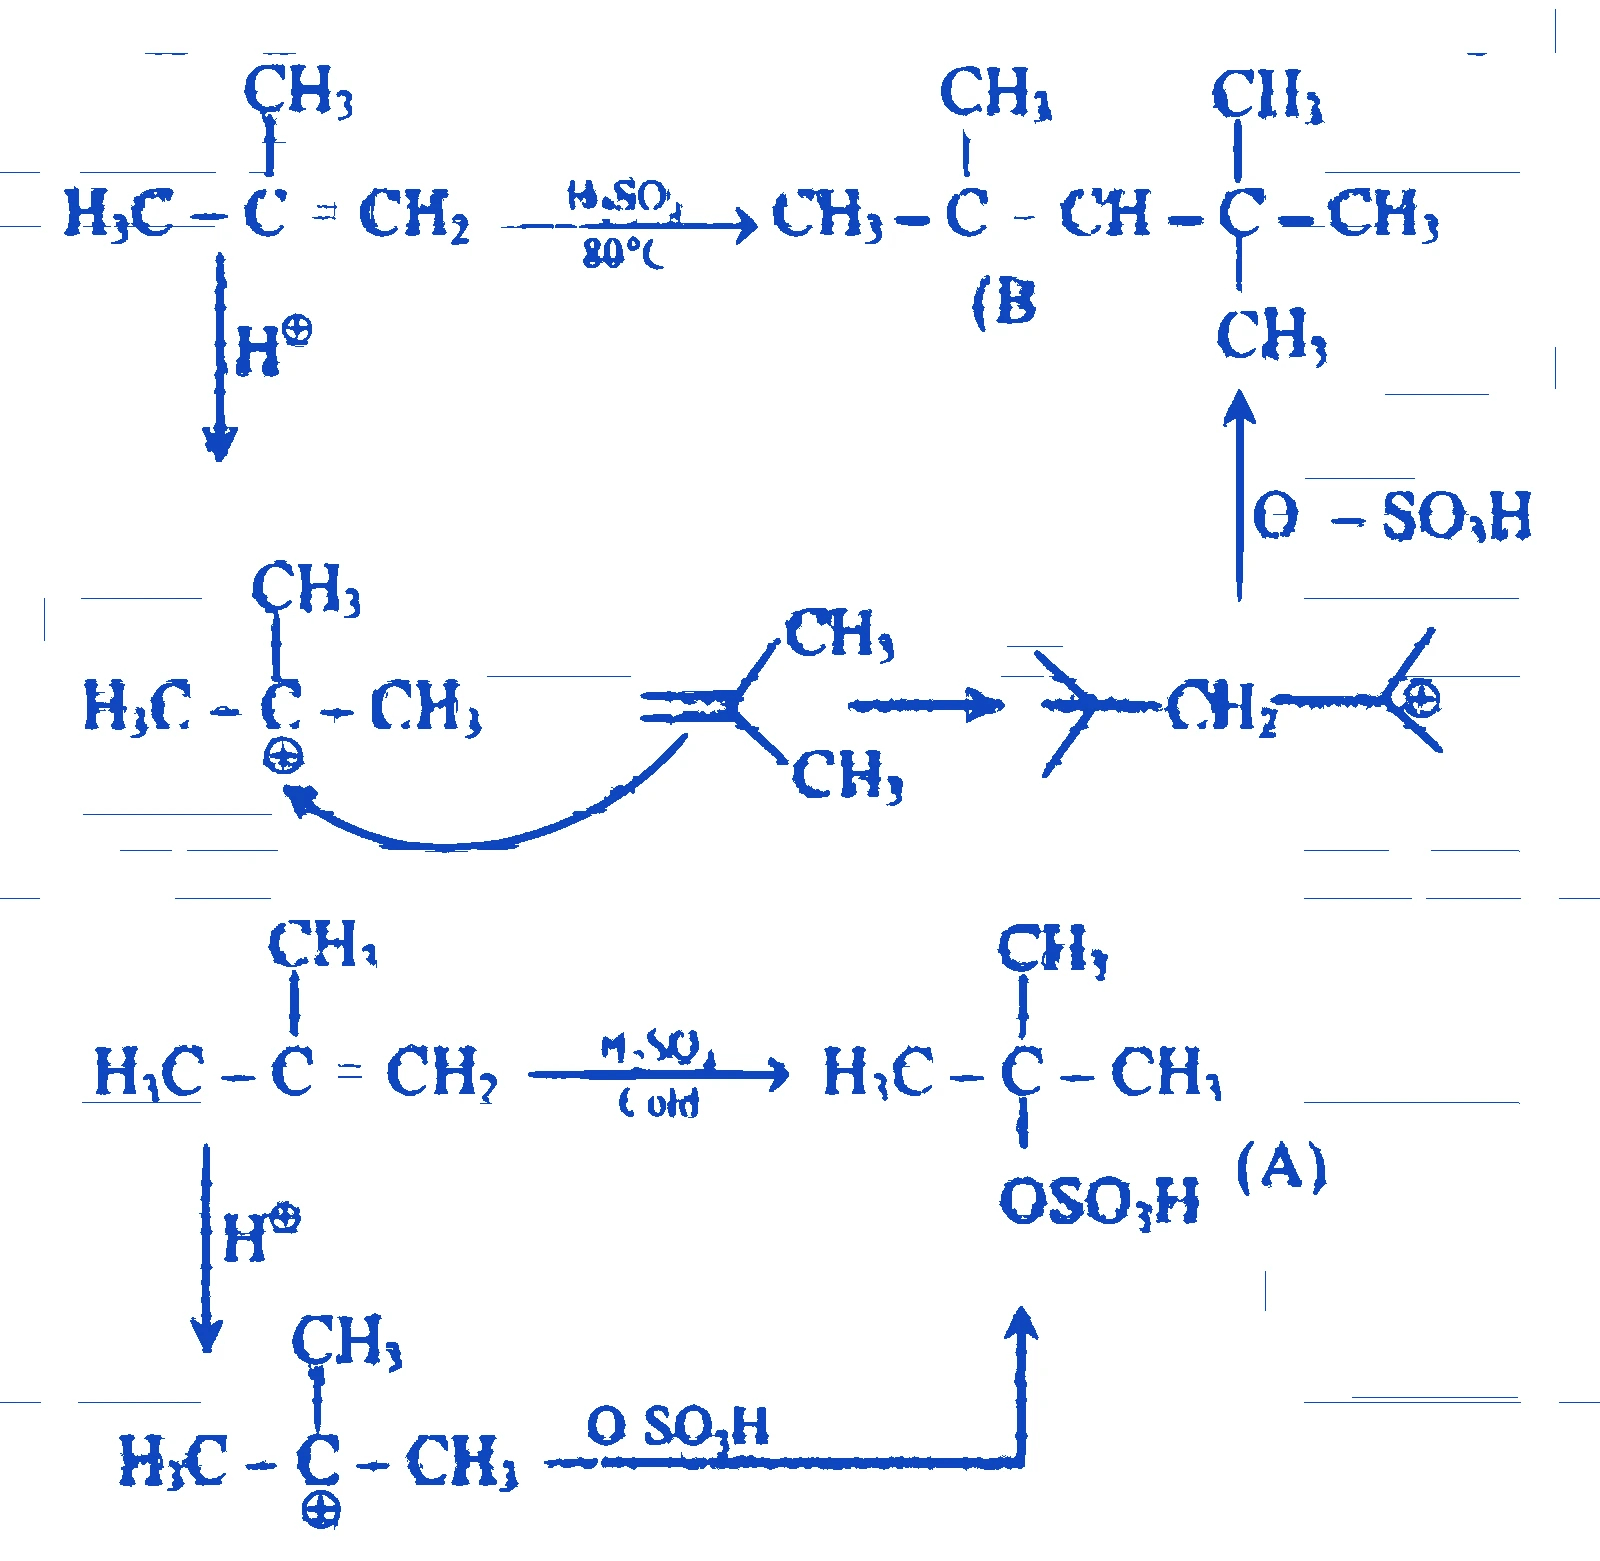 CH₃ CH₃ CH₃
H₃C – C = CH₂ H₂SO₄ CH₃ – C - CH – C – CH₃
80°C
(B
H⊕ CH₃
O – SO₃H
CH₃ CH₃
H₃C – C – CH₃ CH₂ ⊕
⊕ CH₃
CH₃ CH₃
H₃C – C = CH₂ H₂SO₄ H₃C – C – CH₃
Cold
(A)
OSO₃H
H⊕
CH₃
O SO₃H
H₃C – C – CH₃
⊕